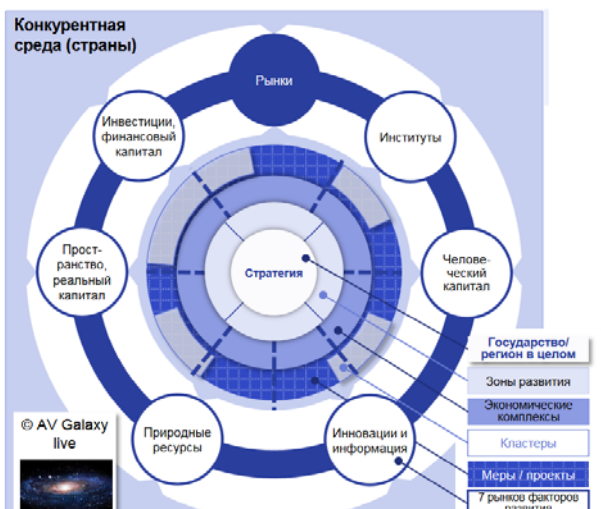 Конкурентная
среда (страны)
Рынки
Инвестиции,
финансовый
капитал
Институты
Прост-
ранство,
реальный
капитал
Стратегия
Челове-
ческий
капитал
Государство/
регион в целом
Зоны развития
Экономические
комплексы
Кластеры
Меры / проекты
7 рынков факторов
развития
Природные
ресурсы
Инновации и
информация
© AV Galaxy
live